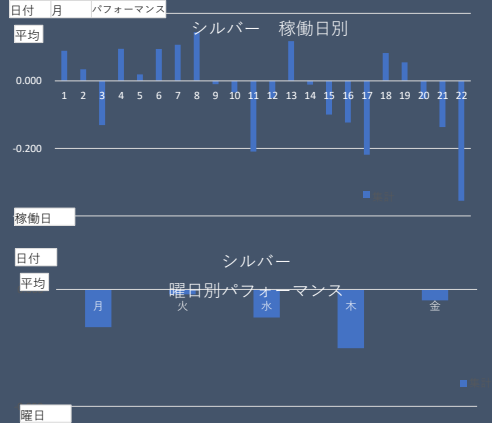 日付 月 パフォーマンス
シルバー 稼働日別
平均
0.000
1 2 3 4 5 6 7 8 9 10 11 12 13 14 15 16 17 18 19 20 21 22
-0.200
稼働日
日付
シルバー
平均
曜日別パフォーマンス
月 火 水 木 金
曜日